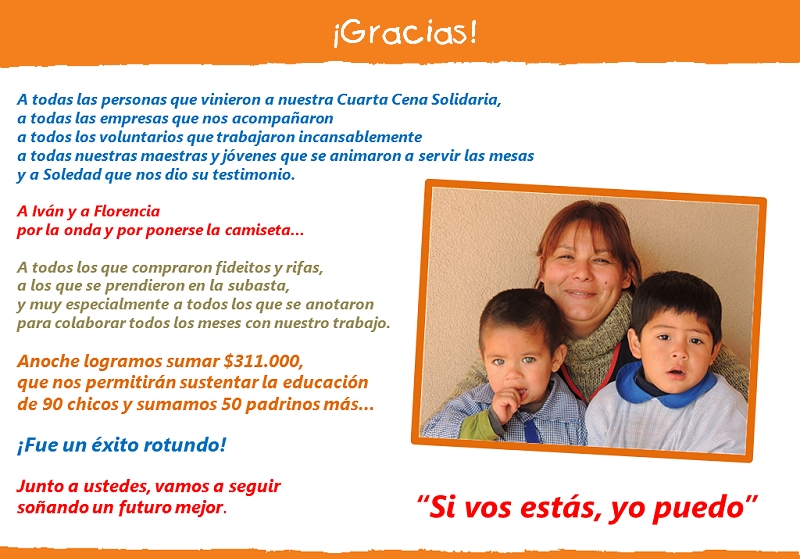 ¡Gracias!
A todas las personas que vinieron a nuestra Cuarta Cena Solidaria,
a todas las empresas que nos acompañaron
a todos los voluntarios que trabajaron incansablemente
a todas nuestras maestras y jóvenes que se animaron a servir las mesas
y a Soledad que nos dio su testimonio.
A Iván y a Florencia
por la onda y por ponerse la camiseta...
A todos los que compraron fideitos y rifas,
a los que se prendieron en la subasta,
y muy especialmente a todos los que se anotaron
para colaborar todos los meses con nuestro trabajo.
Anoche logramos sumar $311.000,
que nos permitirán sustentar la educación
de 90 chicos y sumamos 50 padrinos más...
¡Fue un éxito rotundo!
Junto a ustedes, vamos a seguir
soñando un futuro mejor.
“Si vos estás, yo puedo”